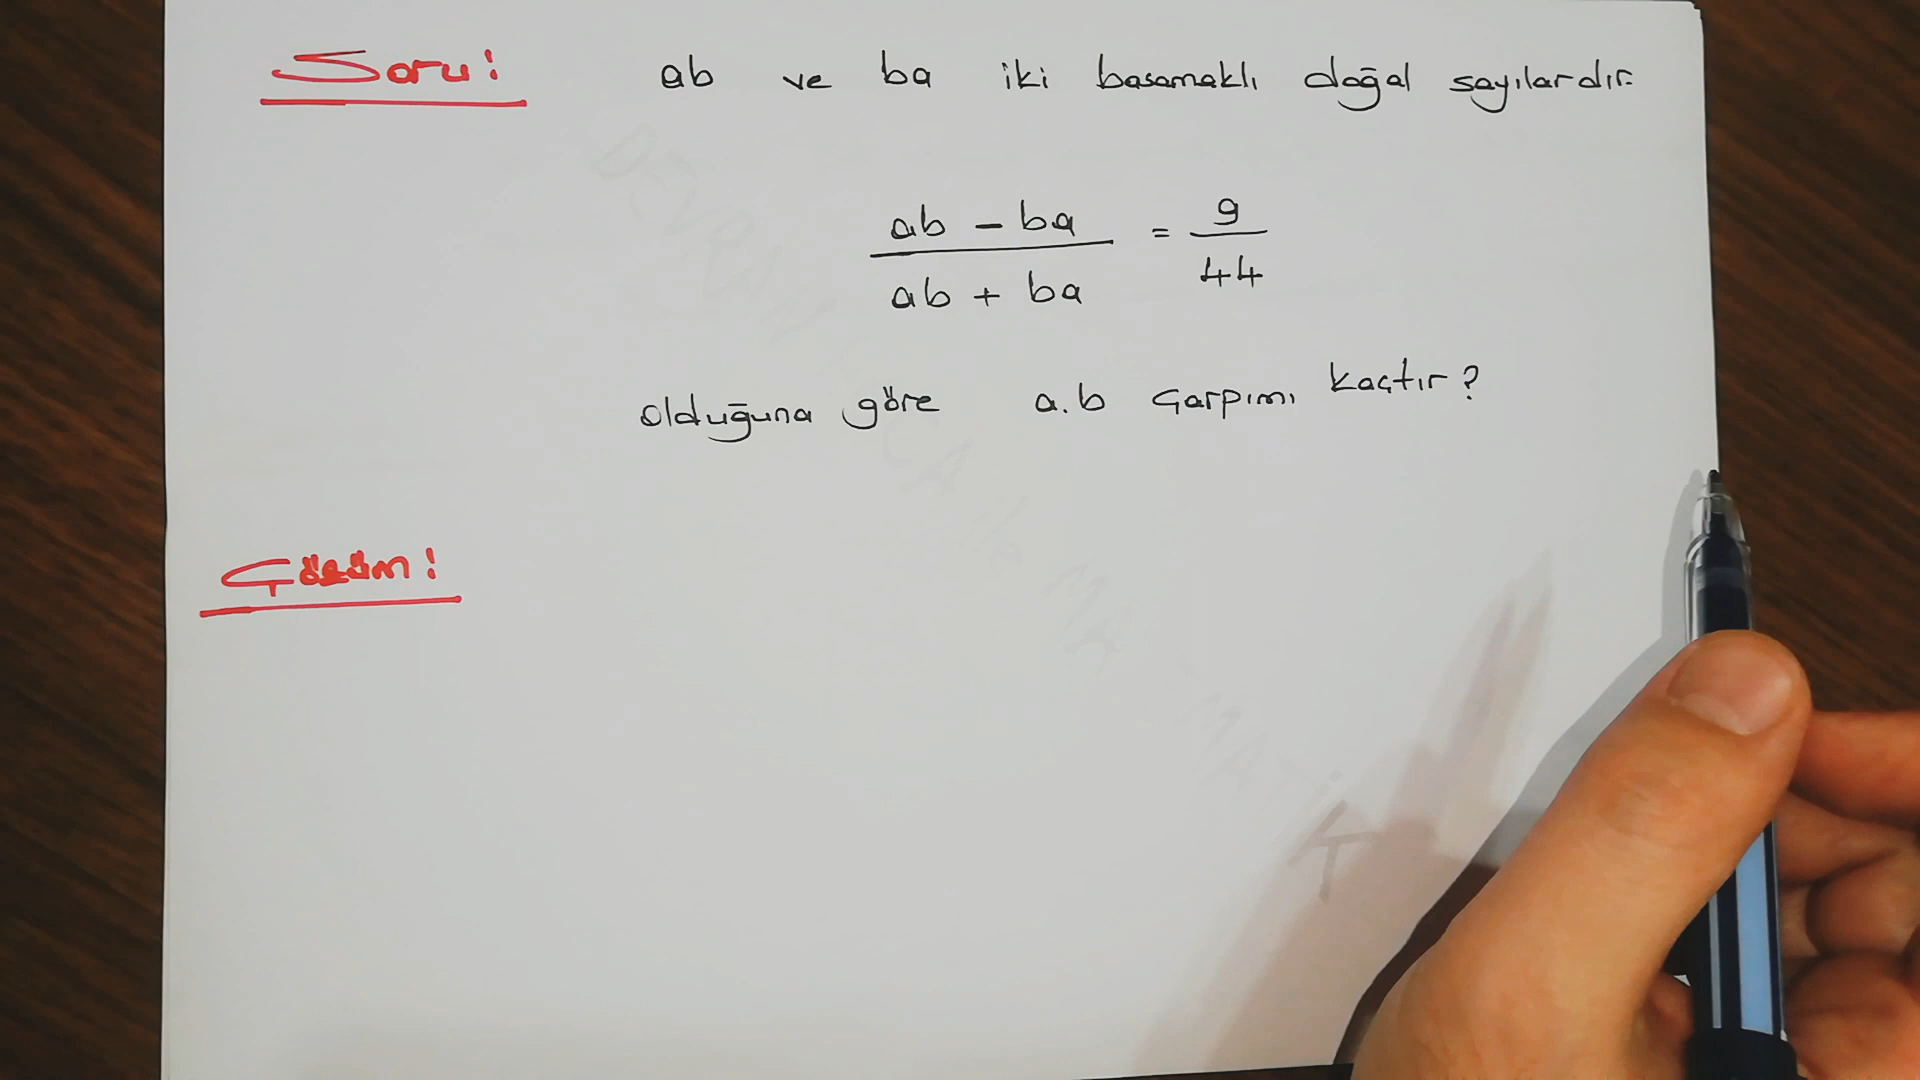 Soru: ab ve ba iki basamaklı doğal sayılardır.
ab - ba
ab + ba
= 9
44
olduğuna göre a.b çarpımı kaçtır?
Çözüm: